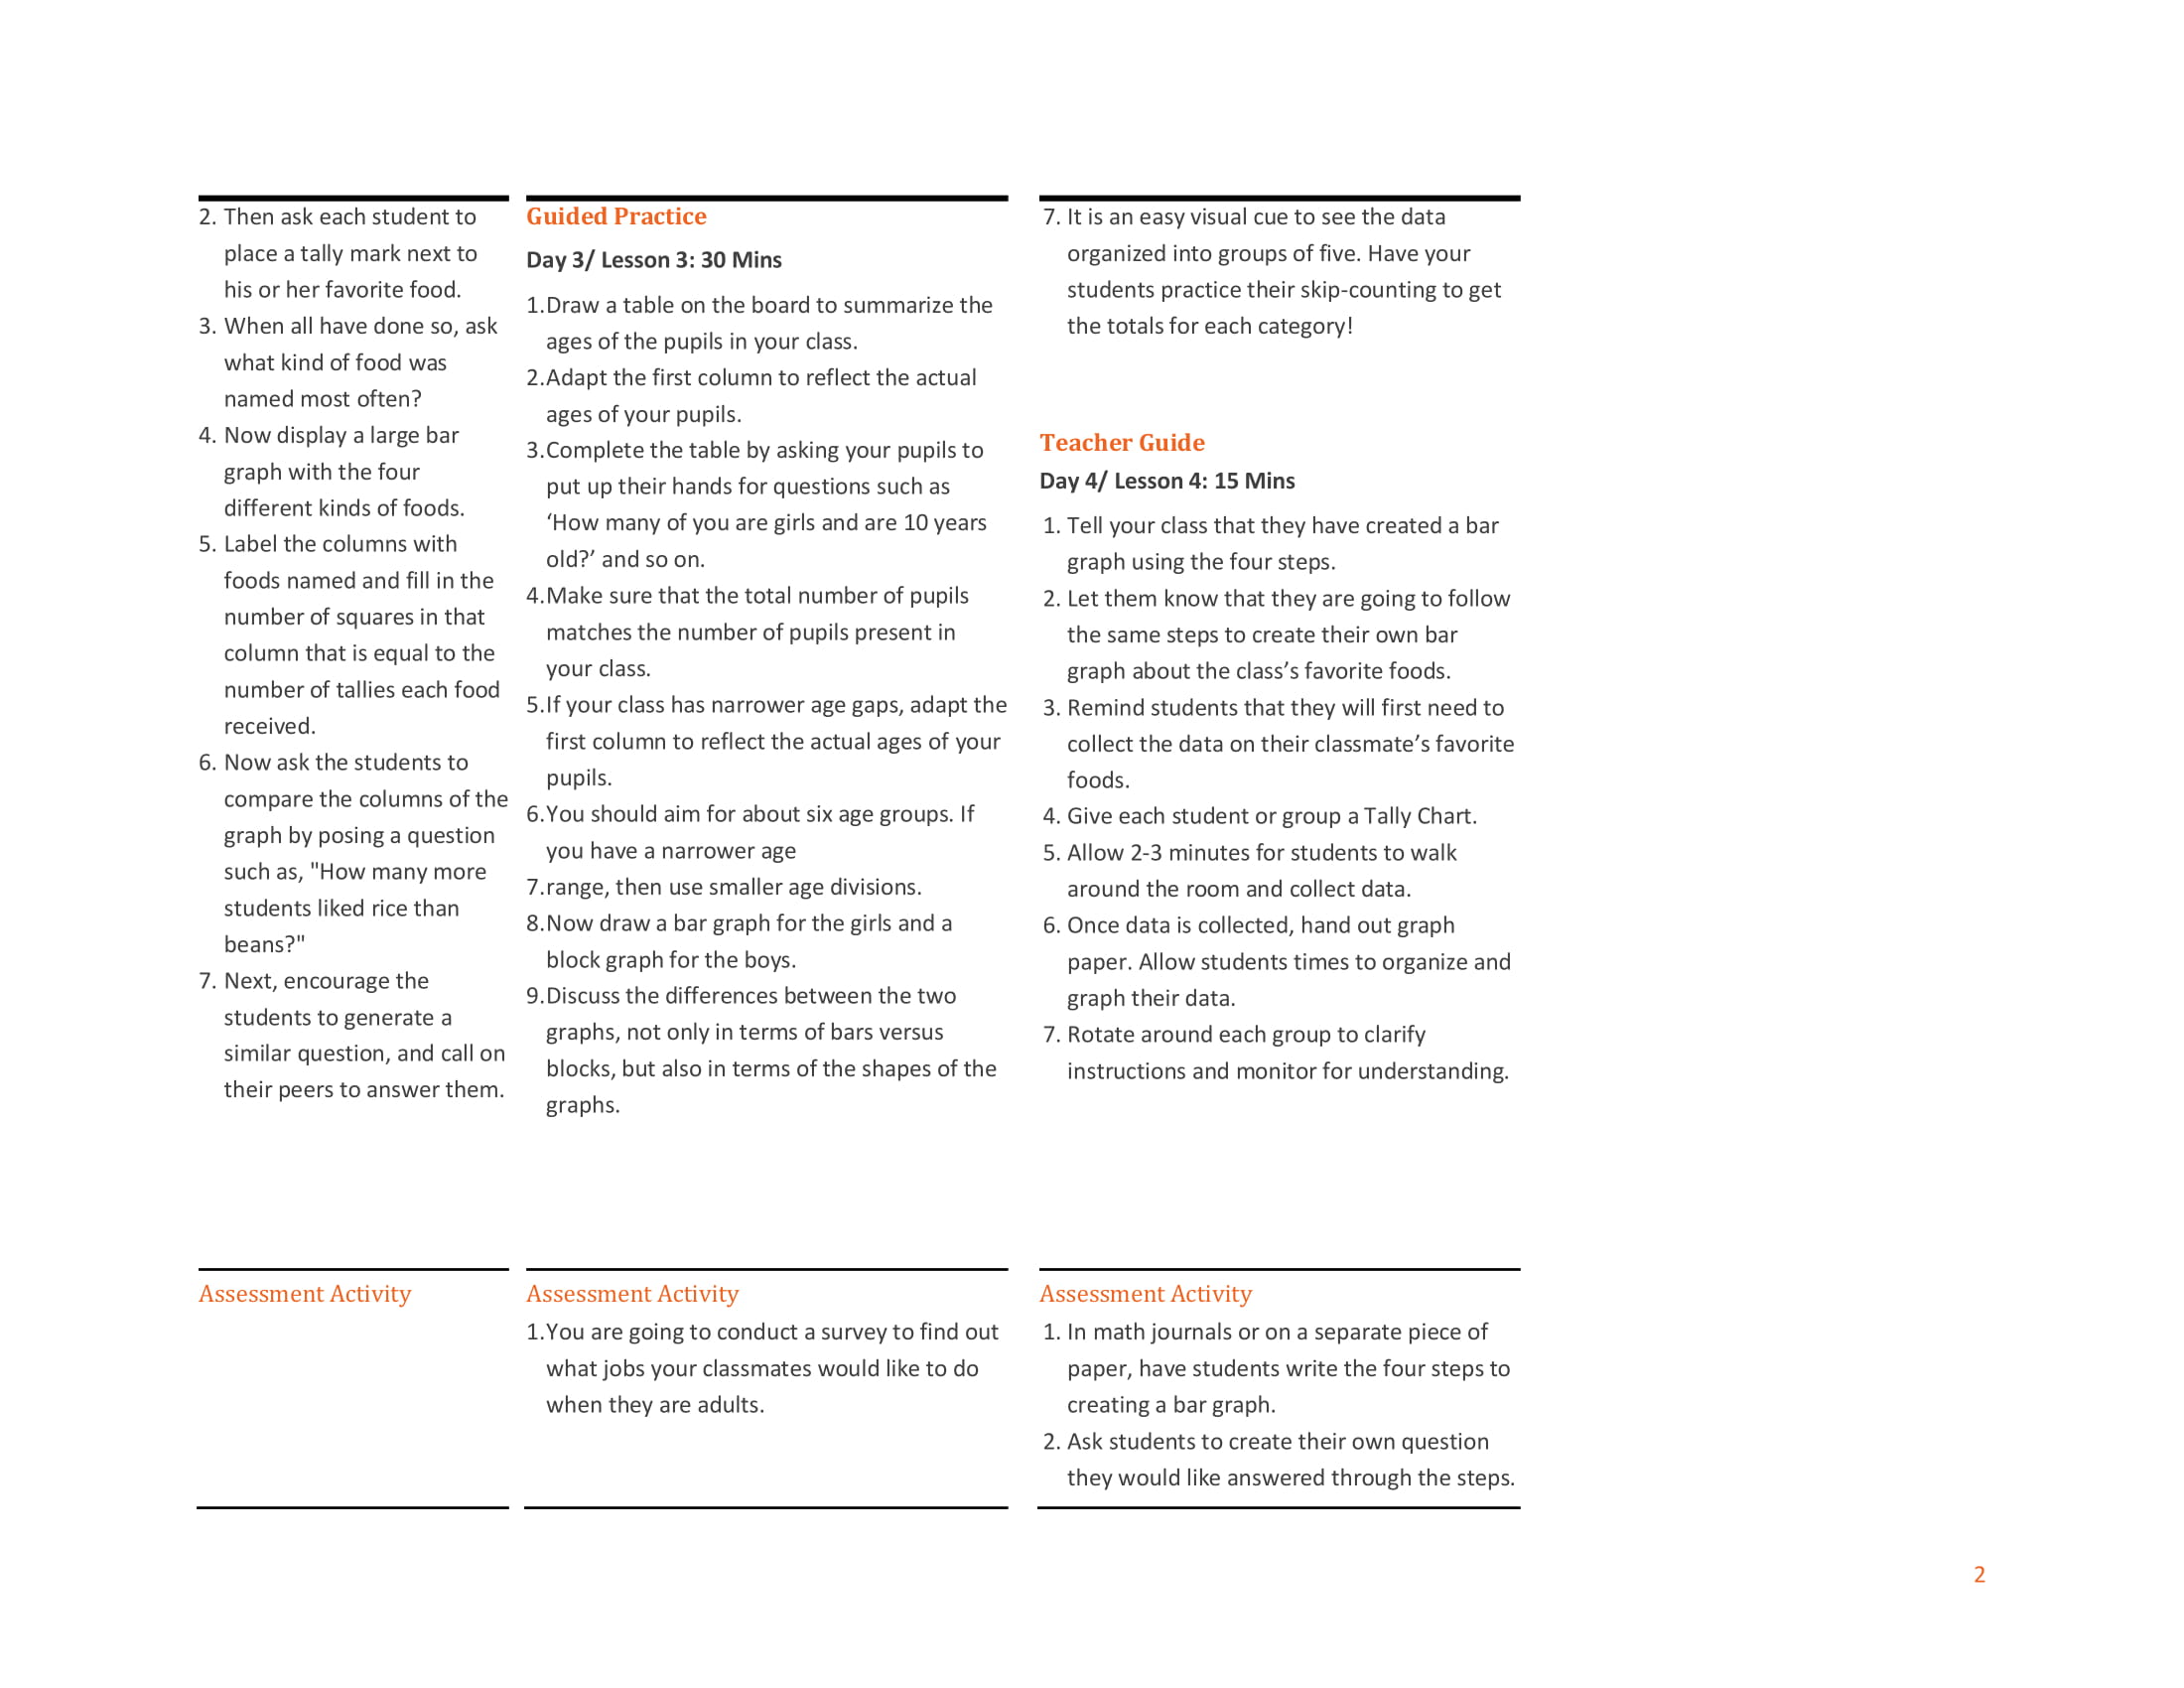 2. Then ask each student to
place a tally mark next to
his or her favorite food.
3. When all have done so, ask
what kind of food was
named most often?
4. Now display a large bar
graph with the four
different kinds of foods.
5. Label the columns with
foods named and fill in the
number of squares in that
column that is equal to the
number of tallies each food
received.
6. Now ask the students to
compare the columns of the
graph by posing a question
such as, "How many more
students liked rice than
beans?"
7. Next, encourage the
students to generate a
similar question, and call on
their peers to answer them.
Guided Practice
Day 3/ Lesson 3: 30 Mins
1.Draw a table on the board to summarize the
ages of the pupils in your class.
2.Adapt the first column to reflect the actual
ages of your pupils.
3.Complete the table by asking your pupils to
put up their hands for questions such as
‘How many of you are girls and are 10 years
old?’ and so on.
4.Make sure that the total number of pupils
matches the number of pupils present in
your class.
5.If your class has narrower age gaps, adapt the
first column to reflect the actual ages of your
pupils.
6.You should aim for about six age groups. If
you have a narrower age
7.range, then use smaller age divisions.
8.Now draw a bar graph for the girls and a
block graph for the boys.
9.Discuss the differences between the two
graphs, not only in terms of bars versus
blocks, but also in terms of the shapes of the
graphs.
7. It is an easy visual cue to see the data
organized into groups of five. Have your
students practice their skip-counting to get
the totals for each category!
Teacher Guide
Day 4/ Lesson 4: 15 Mins
1. Tell your class that they have created a bar
graph using the four steps.
2. Let them know that they are going to follow
the same steps to create their own bar
graph about the class’s favorite foods.
3. Remind students that they will first need to
collect the data on their classmate’s favorite
foods.
4. Give each student or group a Tally Chart.
5. Allow 2-3 minutes for students to walk
around the room and collect data.
6. Once data is collected, hand out graph
paper. Allow students times to organize and
graph their data.
7. Rotate around each group to clarify
instructions and monitor for understanding.
Assessment Activity
Assessment Activity
1.You are going to conduct a survey to find out
what jobs your classmates would like to do
when they are adults.
Assessment Activity
1. In math journals or on a separate piece of
paper, have students write the four steps to
creating a bar graph.
2. Ask students to create their own question
they would like answered through the steps.
2